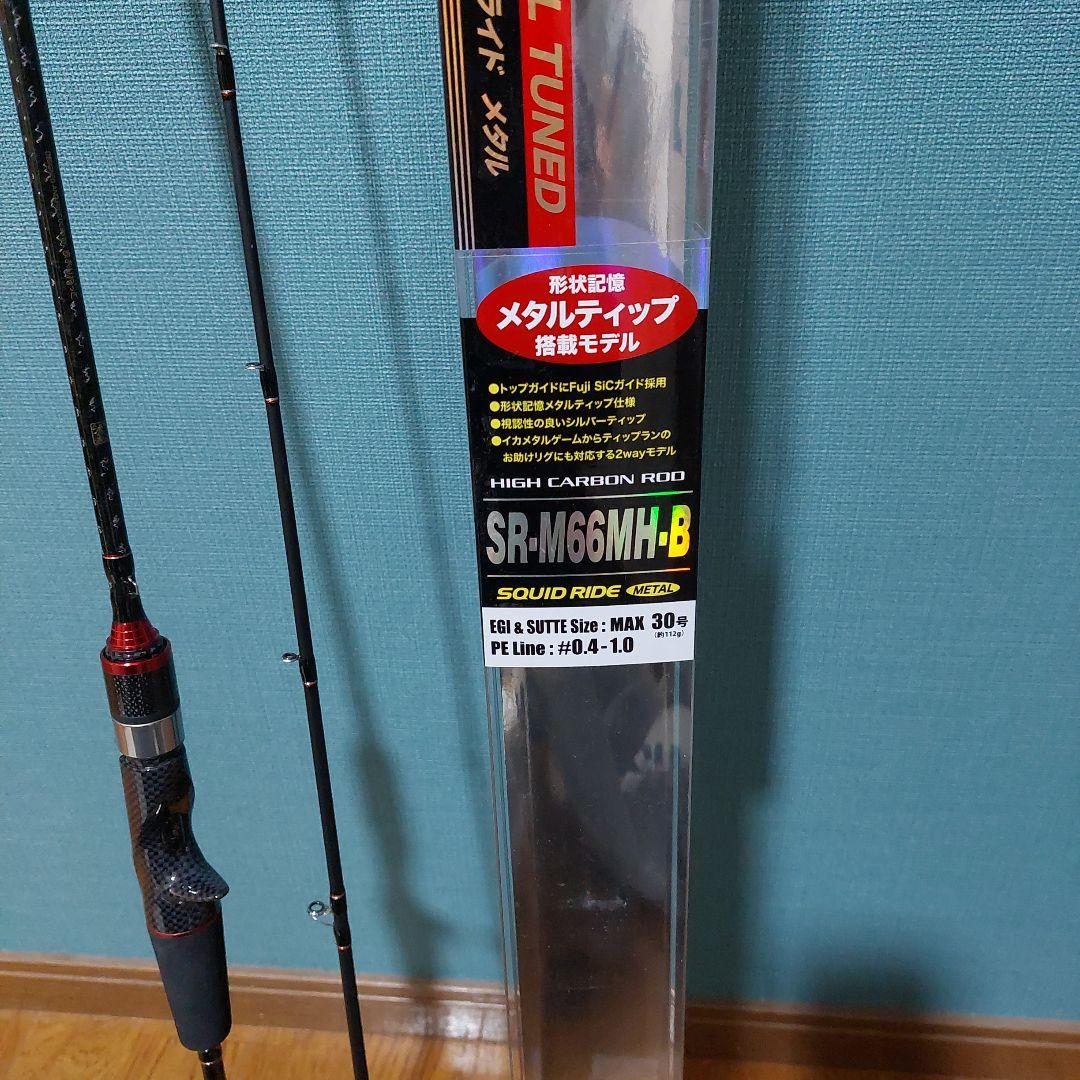 L TUNED
ライド メタル
形状記憶
メタルティップ
搭載モデル
●トップガイドにFuji SiCガイド採用
●形状記憶メタルティップ仕様
●視認性の良いシルバーティップ
●イカメタルゲームからティップランの
お助けリグにも対応する2wayモデル
HIGH CARBON ROD
SR-M66MH-B
SQUID RIDE METAL
EGI & SUTTE Size : MAX 30号
(約112g)
PE Line : #0.4-1.0